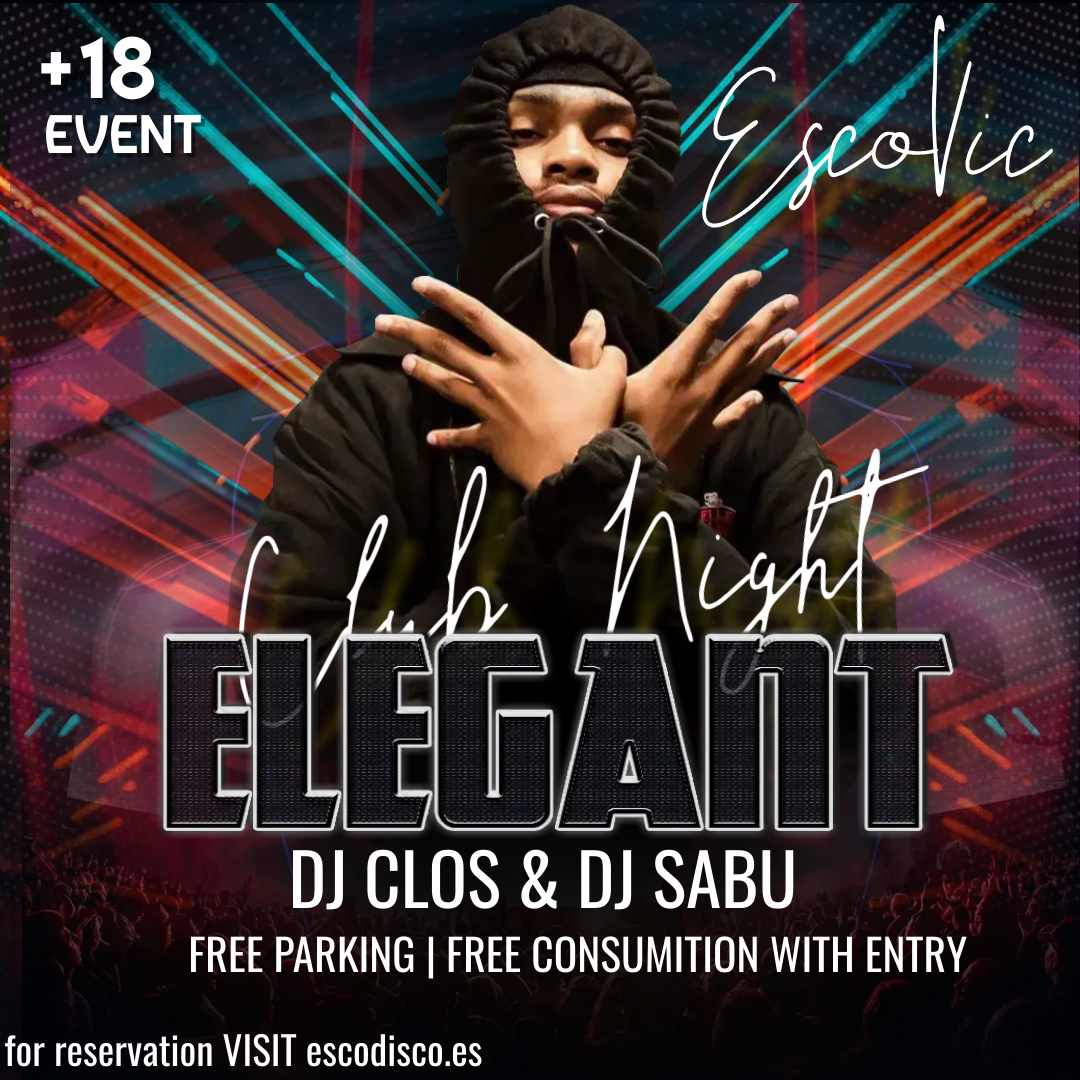 +18
EVENT
EscoVic
Club Night
ELEGANT
DJ CLOS & DJ SABU
FREE PARKING | FREE CONSUMITION WITH ENTRY
for reservation VISIT escodisco.es